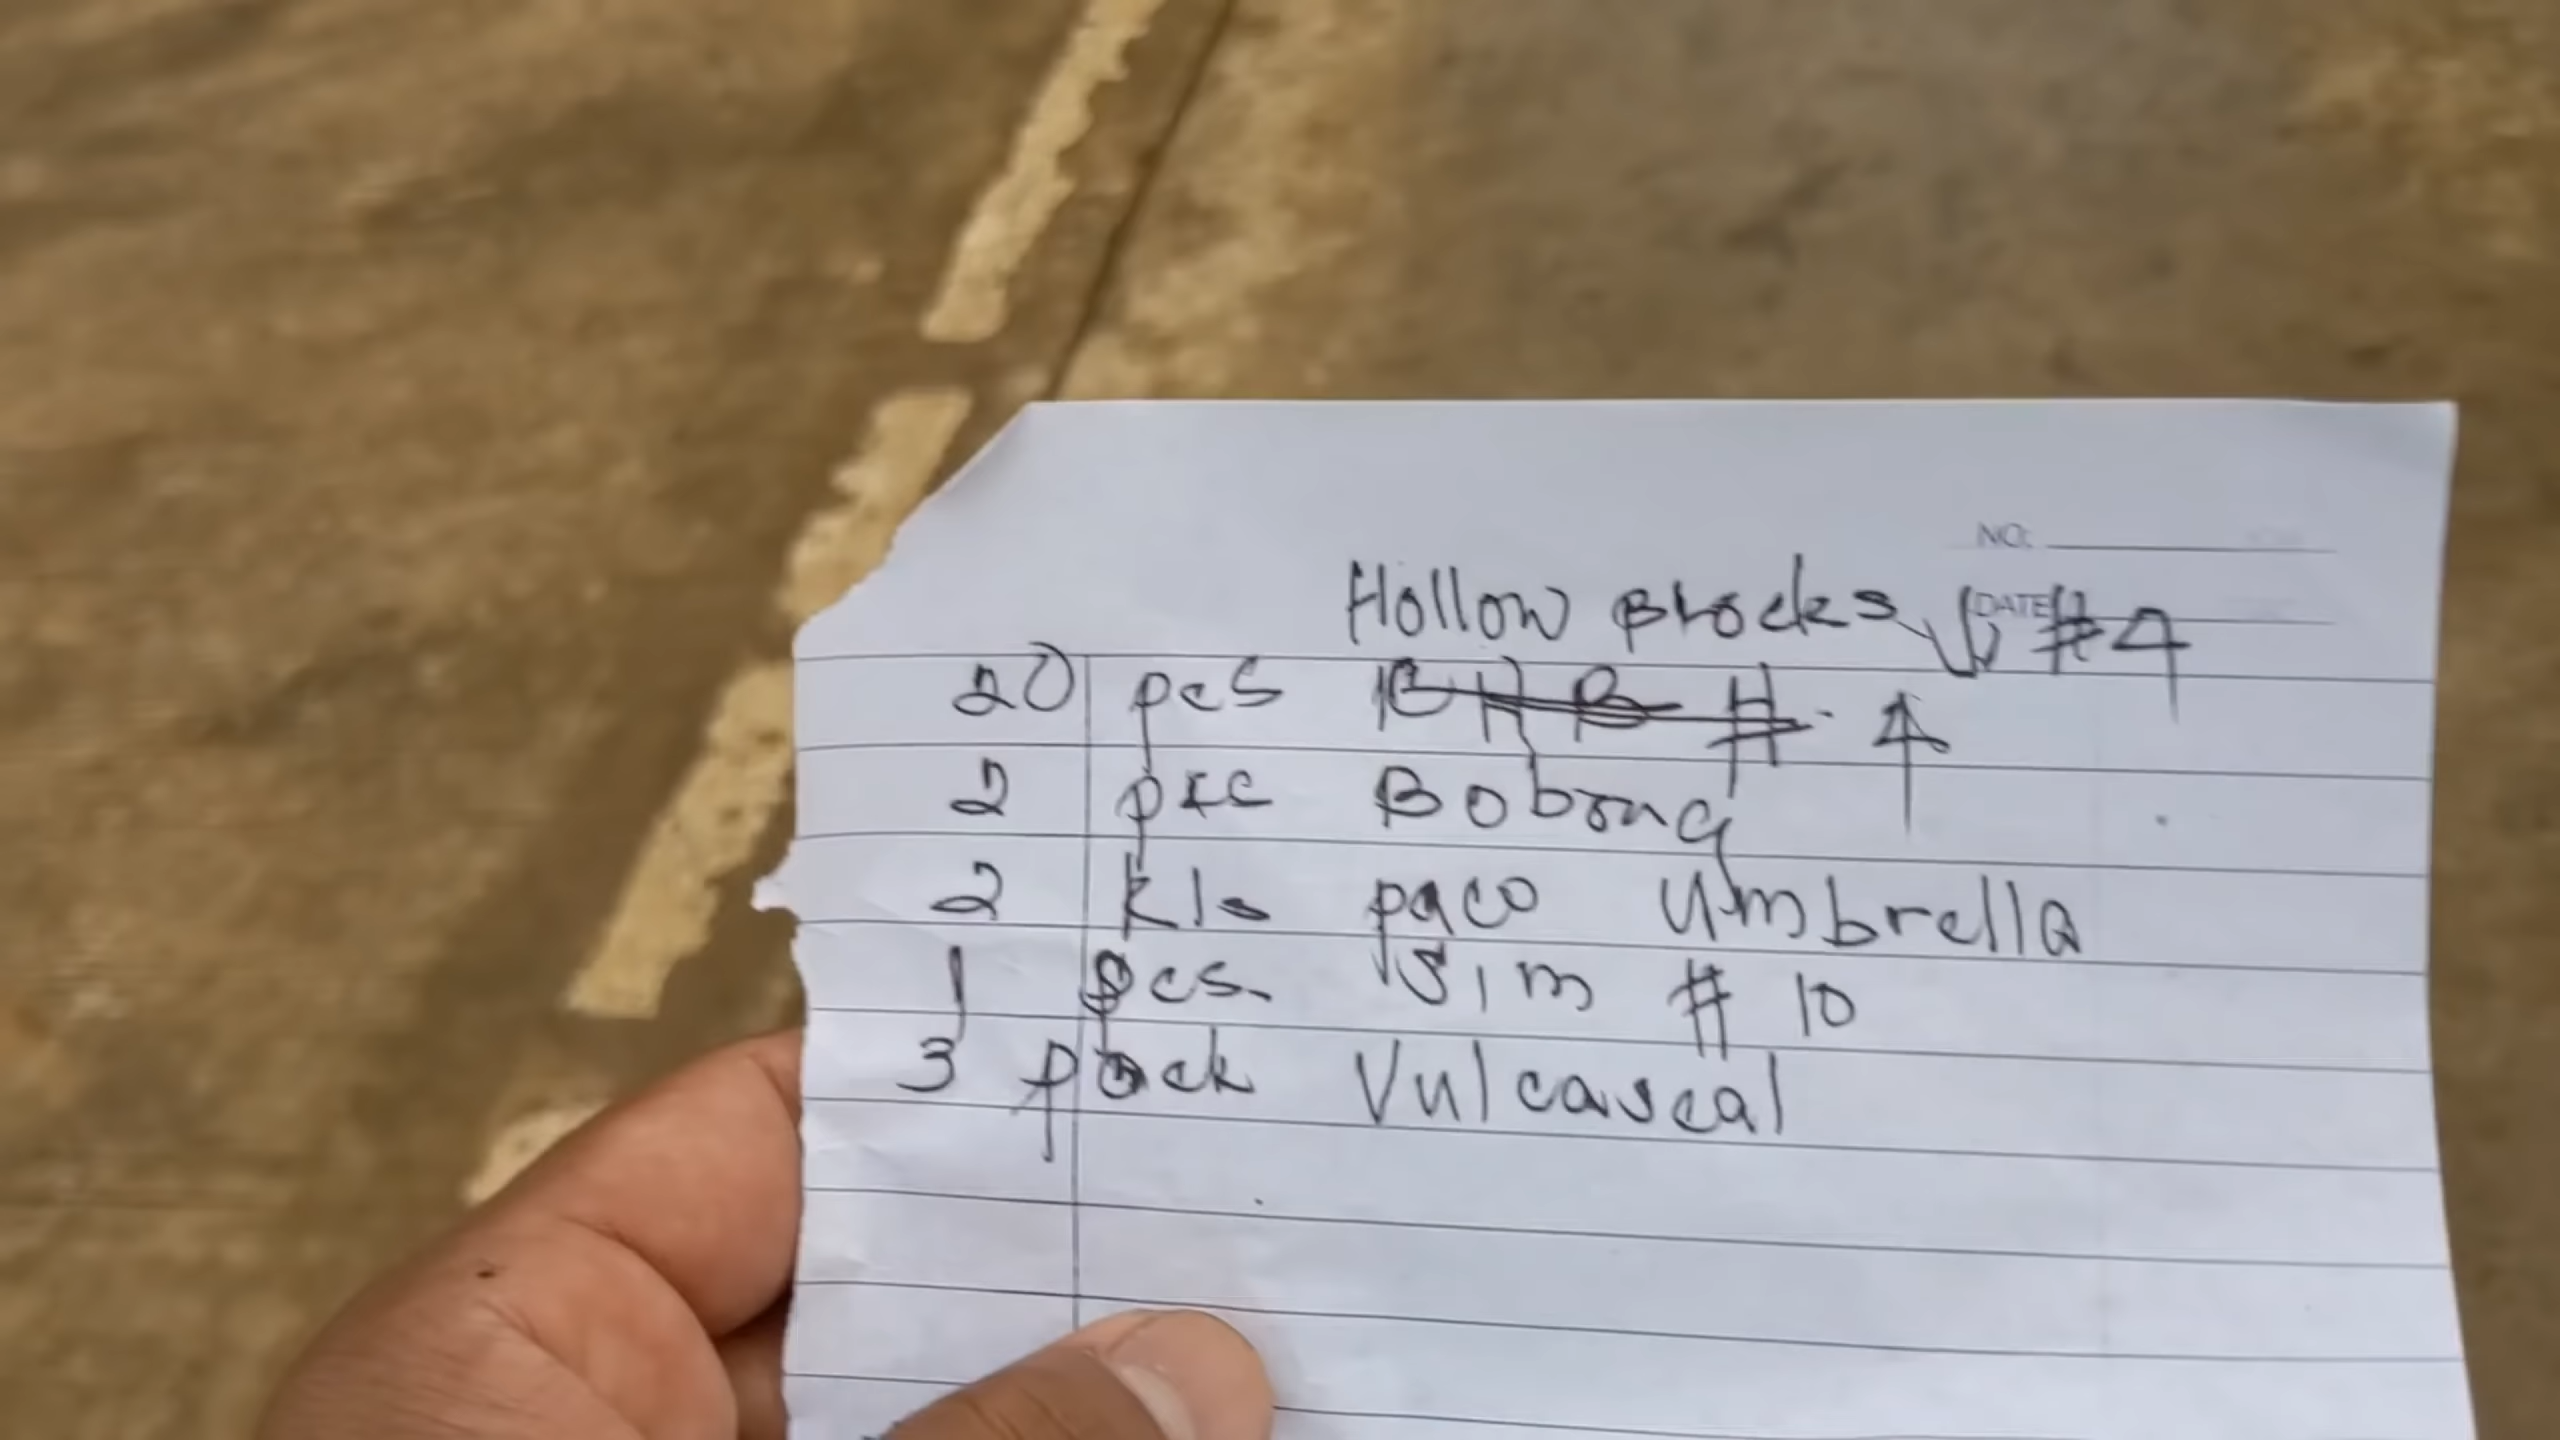 NO:
DATE
Hollow Blocks #4
20 pcs # 4
2 pcs Bobong
2 klo paco Umbrella
1 pcs. Sim # 10
3 pack Vulcaseal